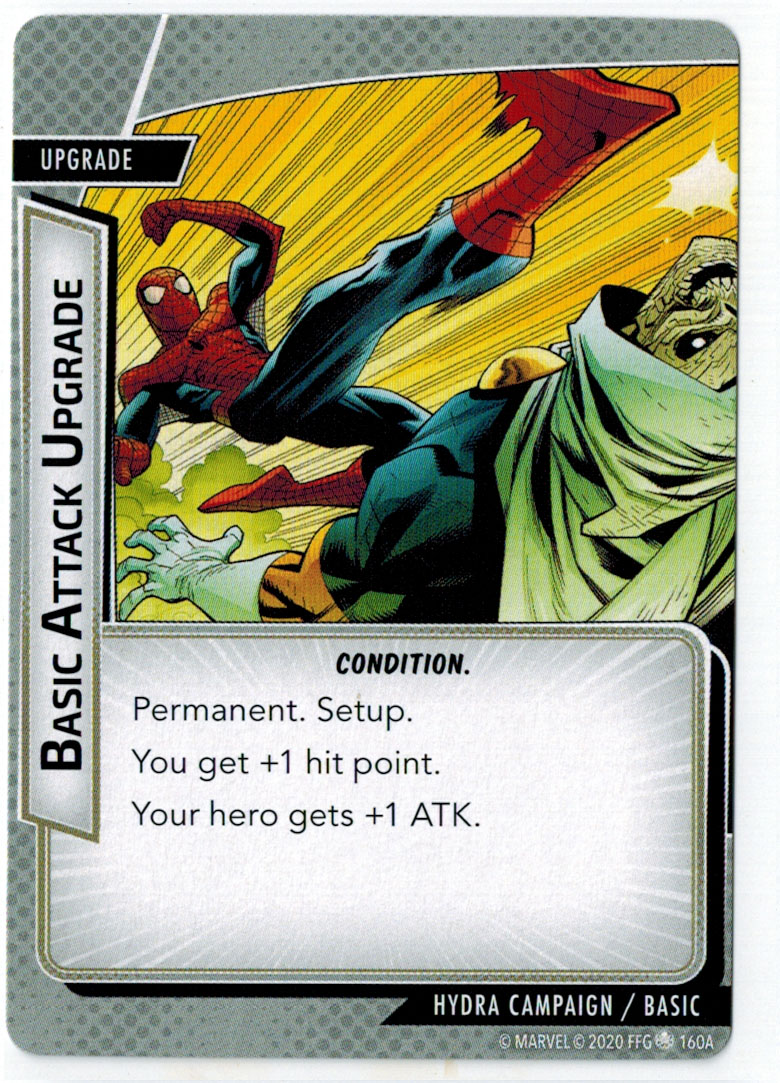 UPGRADE
BASIC ATTACK UPGRADE
CONDITION.
Permanent. Setup.
You get +1 hit point.
Your hero gets +1 ATK.
HYDRA CAMPAIGN / BASIC
© MARVEL © 2020 FFG 160A